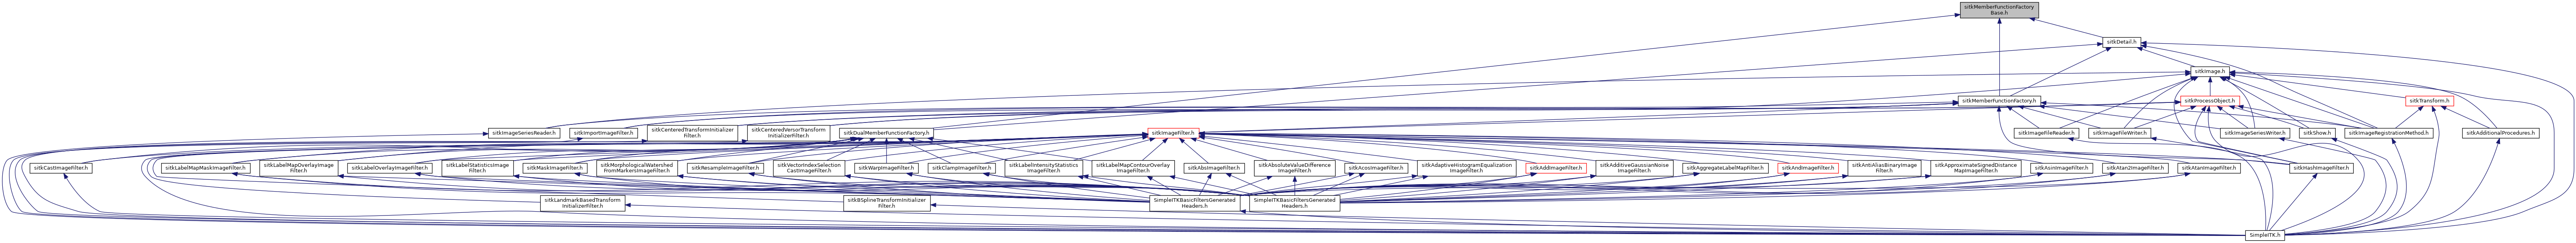 sitkMemberFunctionFactory
Base.h
sitkDetail.h
sitkImage.h
sitkMemberFunctionFactory.h
sitkProcessObject.h
sitkTransform.h
sitkImageSeriesReader.h
sitkImportImageFilter.h
sitkCenteredTransformInitializer
Filter.h
sitkCenteredVersorTransform
InitializerFilter.h
sitkDualMemberFunctionFactory.h
sitkImageFilter.h
sitkImageFileReader.h
sitkImageFileWriter.h
sitkImageSeriesWriter.h
sitkShow.h
sitkImageRegistrationMethod.h
sitkAdditionalProcedures.h
sitkCastImageFilter.h
sitkLabelMapMaskImageFilter.h
sitkLabelMapOverlayImage
Filter.h
sitkLabelOverlayImageFilter.h
sitkLabelStatisticsImage
Filter.h
sitkMaskImageFilter.h
sitkMorphologicalWatershed
FromMarkersImageFilter.h
sitkResampleImageFilter.h
sitkVectorIndexSelection
CastImageFilter.h
sitkWarpImageFilter.h
sitkClampImageFilter.h
sitkLabelIntensityStatistics
ImageFilter.h
sitkLabelMapContourOverlay
ImageFilter.h
sitkAbsImageFilter.h
sitkAbsoluteValueDifference
ImageFilter.h
sitkAcosImageFilter.h
sitkAdaptiveHistogramEqualization
ImageFilter.h
sitkAddImageFilter.h
sitkAdditiveGaussianNoise
ImageFilter.h
sitkAggregateLabelMapFilter.h
sitkAndImageFilter.h
sitkAntiAliasBinaryImage
Filter.h
sitkApproximateSignedDistance
MapImageFilter.h
sitkAsinImageFilter.h
sitkAtan2ImageFilter.h
sitkAtanImageFilter.h
sitkHashImageFilter.h
sitkLandmarkBasedTransform
InitializerFilter.h
sitkBSplineTransformInitializer
Filter.h
SimpleITKBasicFiltersGenerated
Headers.h
SimpleITKBasicFiltersGenerated
Headers.h
SimpleITK.h